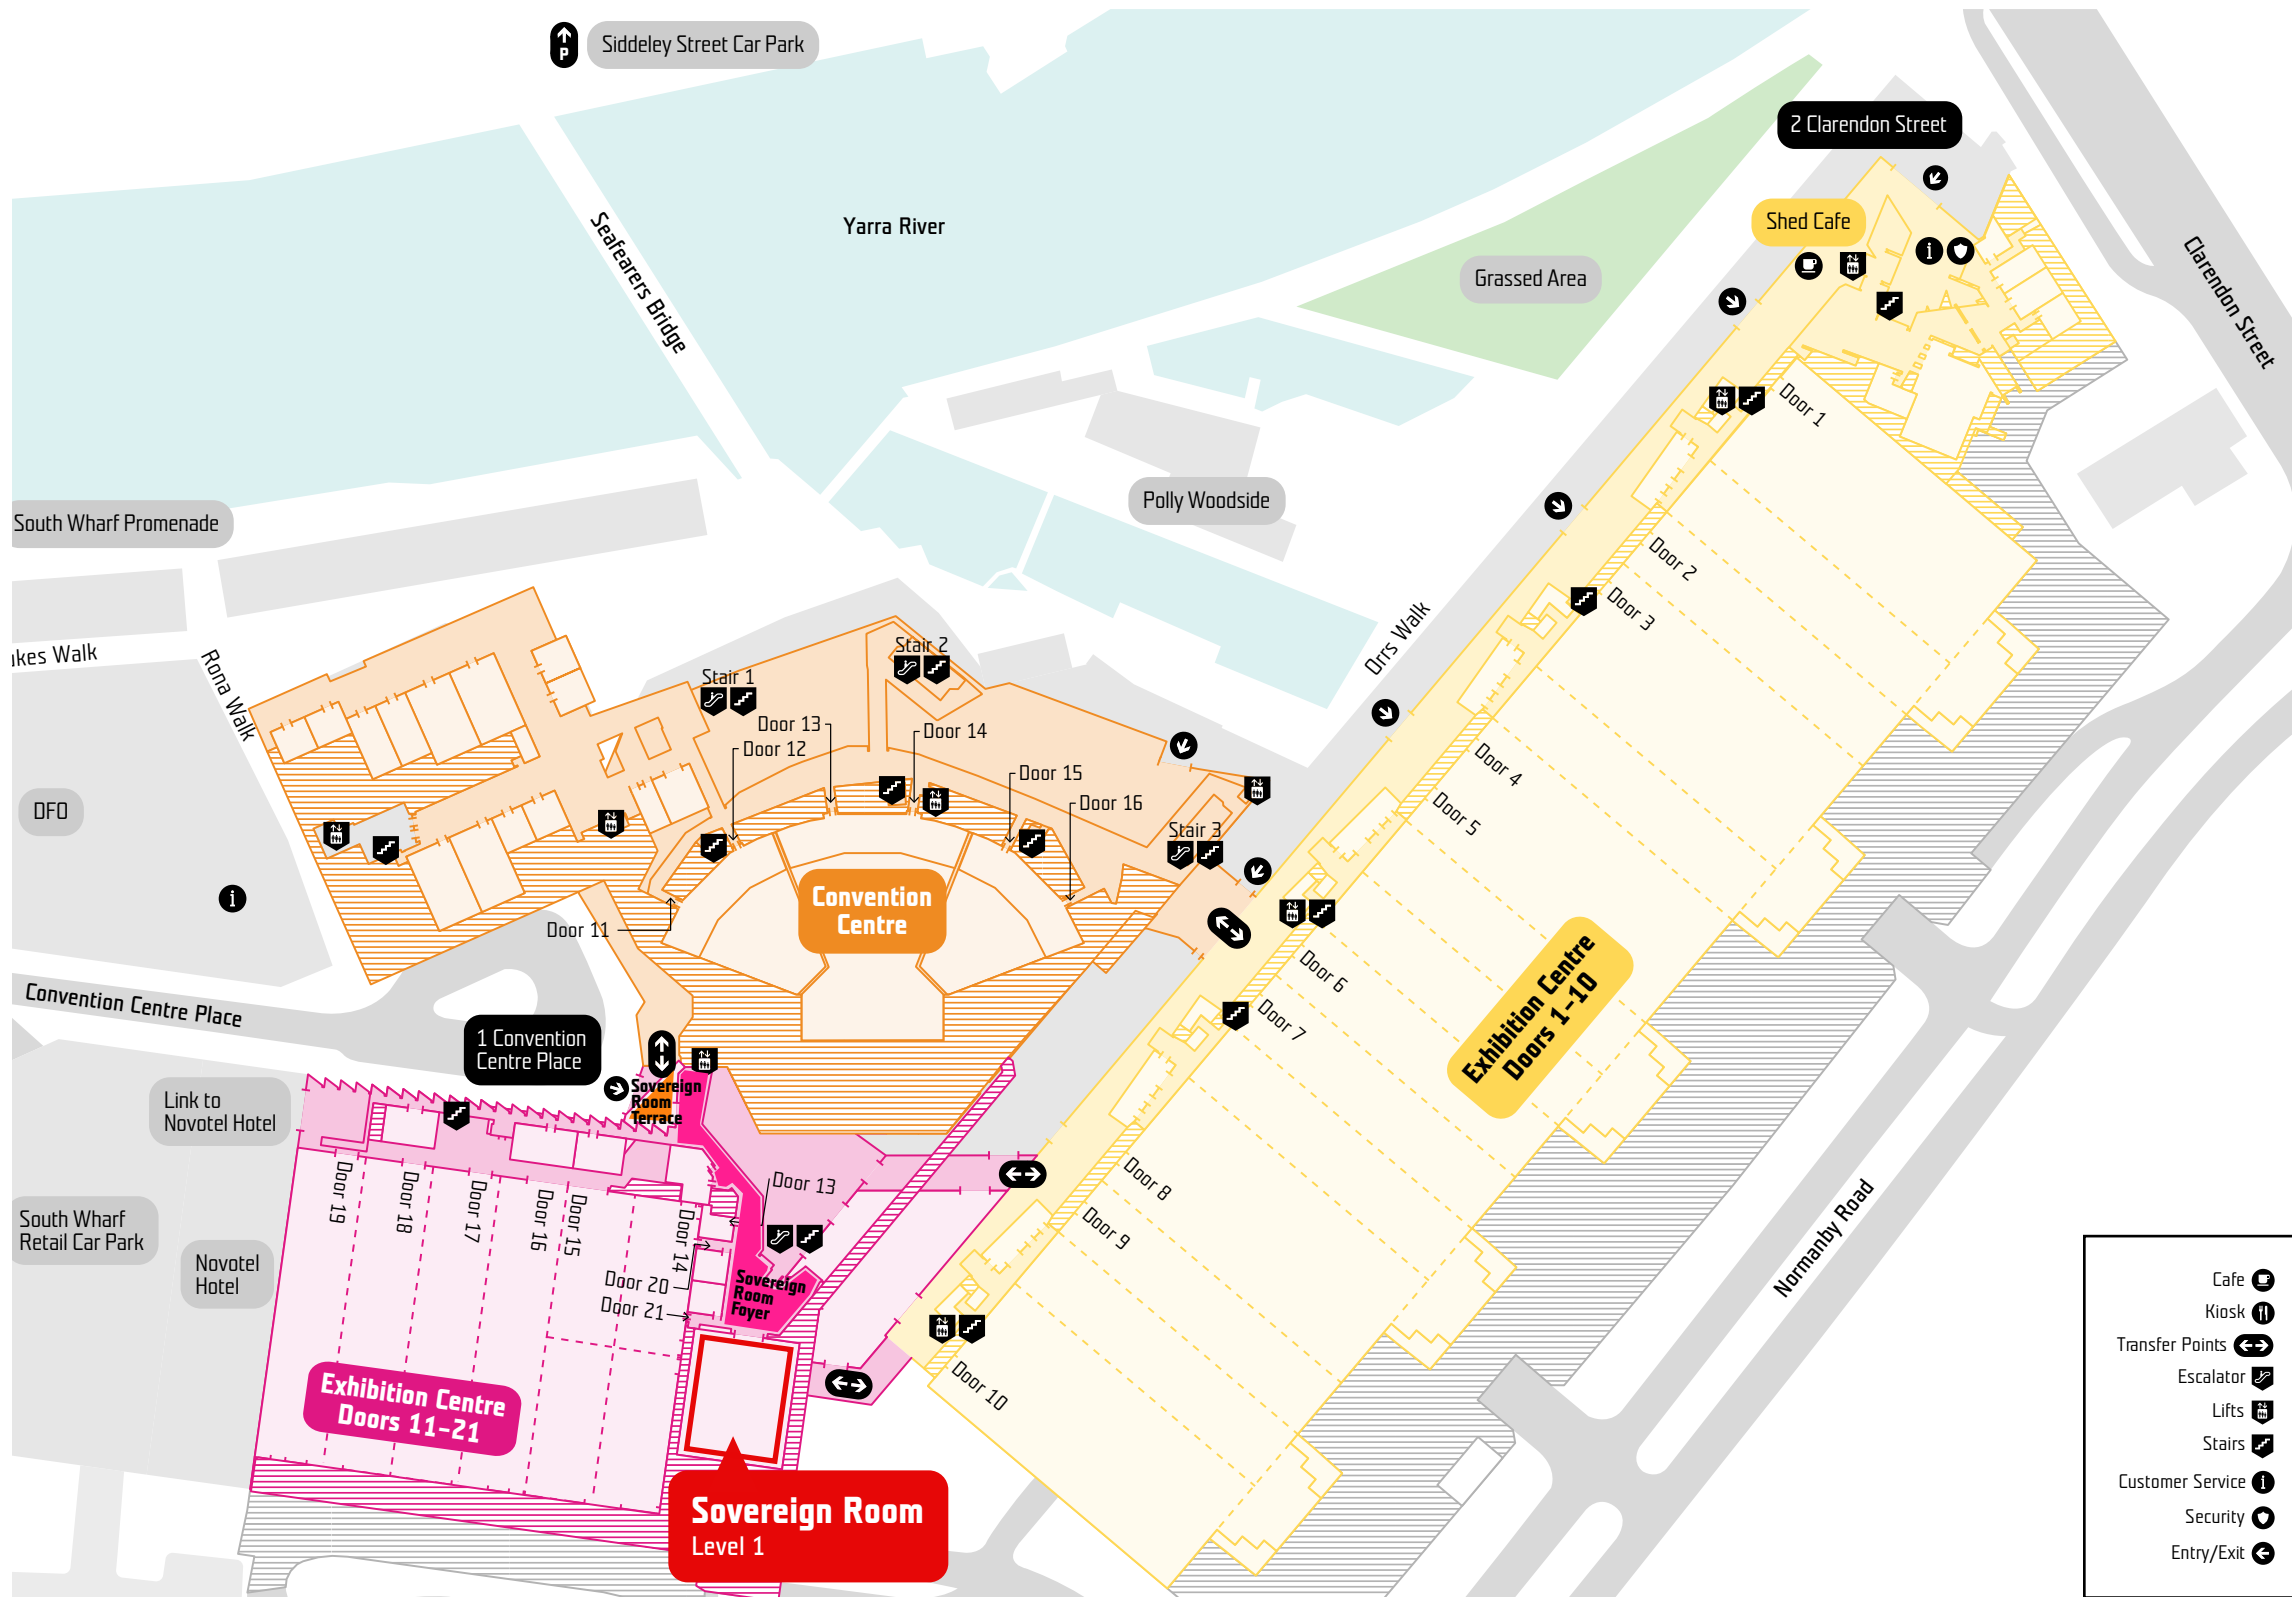 P
Siddeley Street Car Park
2 Clarendon Street
Shed Cafe
Yarra River
Seafearers Bridge
Grassed Area
Clarendon Street
Door 1
Polly Woodside
South Wharf Promenade
Door 2
Door 3
Orrs Walk
ukes Walk
Rona Walk
Stair 2
Stair 1
Door 13
Door 14
Door 12
Door 15
Door 16
Door 4
Door 5
DFO
Stair 3
Convention
Centre
Door 11
Door 6
Door 7
Exhibition Centre
Doors 1-10
Convention Centre Place
1 Convention
Centre Place
Sovereign
Room
Terrace
Link to
Novotel Hotel
Door 19
Door 18
Door 17
Door 16
Door 15
Door 14
Door 13
Door 8
Door 9
South Wharf
Retail Car Park
Novotel
Hotel
Door 20
Door 21
Sovereign
Room
Foyer
Normanby Road
Door 10
Exhibition Centre
Doors 11-21
Sovereign Room
Level 1
Cafe
Kiosk
Transfer Points
Escalator
Lifts
Stairs
Customer Service
Security
Entry/Exit